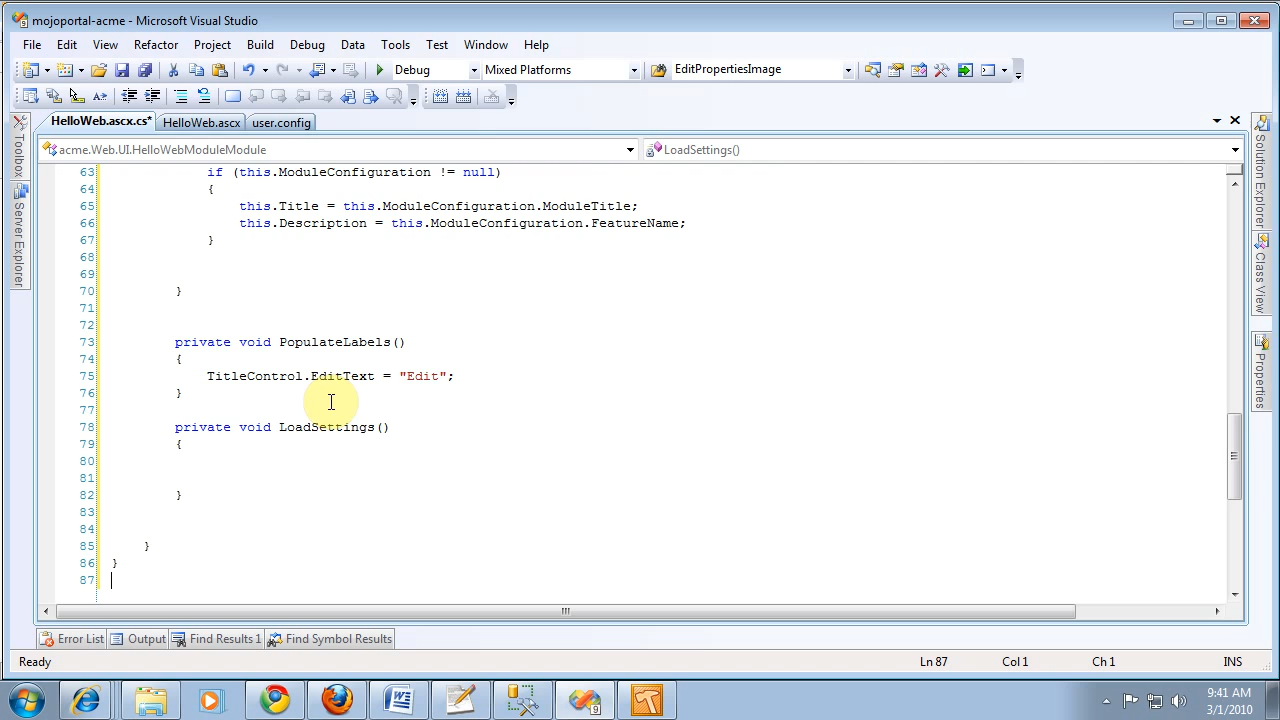 mojoportal-acme - Microsoft Visual Studio
File Edit View Refactor Project Build Debug Data Tools Test Window Help
Debug Mixed Platforms EditPropertiesImage
HelloWeb.ascx.cs* HelloWeb.ascx user.config
acme.Web.UI.HelloWebModuleModule LoadSettings()
63 if (this.ModuleConfiguration != null)
64 {
65 this.Title = this.ModuleConfiguration.ModuleTitle;
66 this.Description = this.ModuleConfiguration.FeatureName;
67 }
68
69
70 }
71
72
73 private void PopulateLabels()
74 {
75 TitleControl.EditText = "Edit";
76 }
77
78 private void LoadSettings()
79 {
80
81
82 }
83
84
85 }
86 }
87
Toolbox
Server Explorer
Solution Explorer
Class View
Properties
Error List Output Find Results 1 Find Symbol Results
Ready Ln 87 Col 1 Ch 1 INS
9:41 AM
3/1/2010